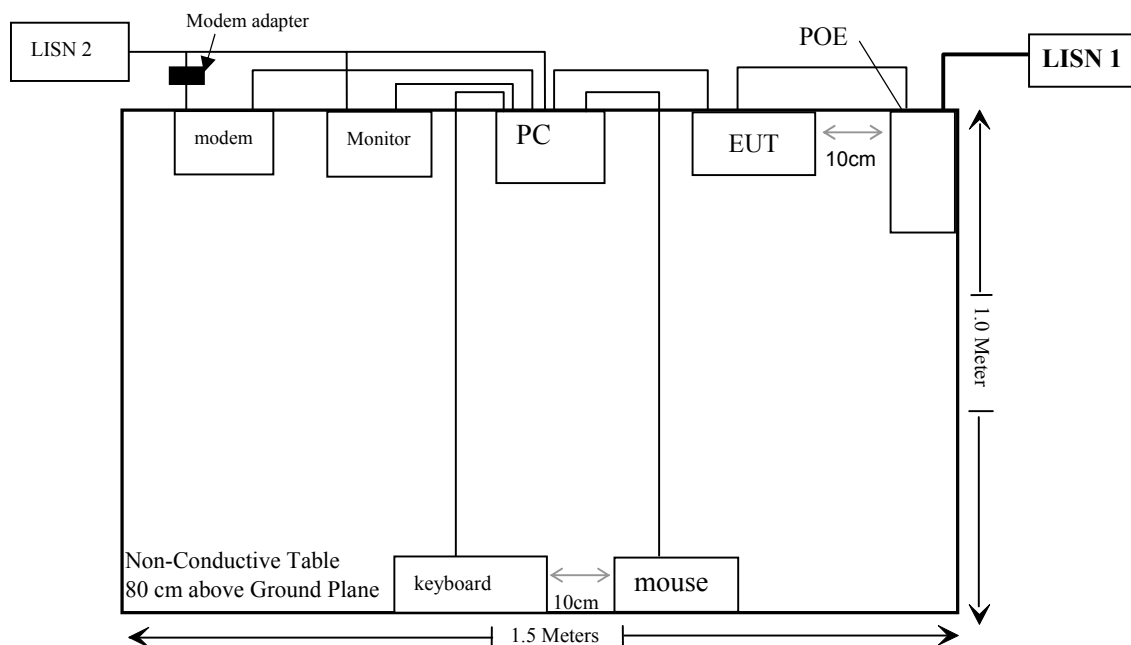 Modem adapter
LISN 2
POE
LISN 1
modem
Monitor
PC
EUT
10cm
1.0 Meter
Non-Conductive Table
80 cm above Ground Plane
keyboard
10cm
mouse
1.5 Meters